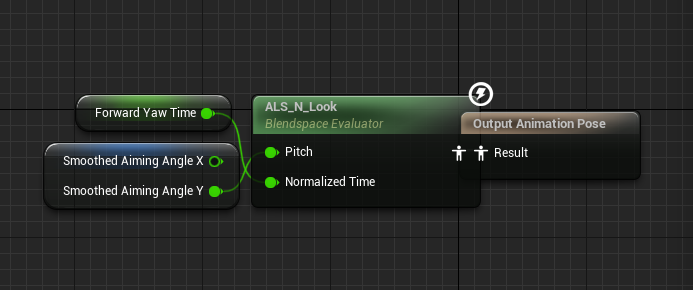 Forward Yaw Time
Smoothed Aiming Angle X
Smoothed Aiming Angle Y
ALS_N_Look
Blendspace Evaluator
Pitch
Normalized Time
Output Animation Pose
Result